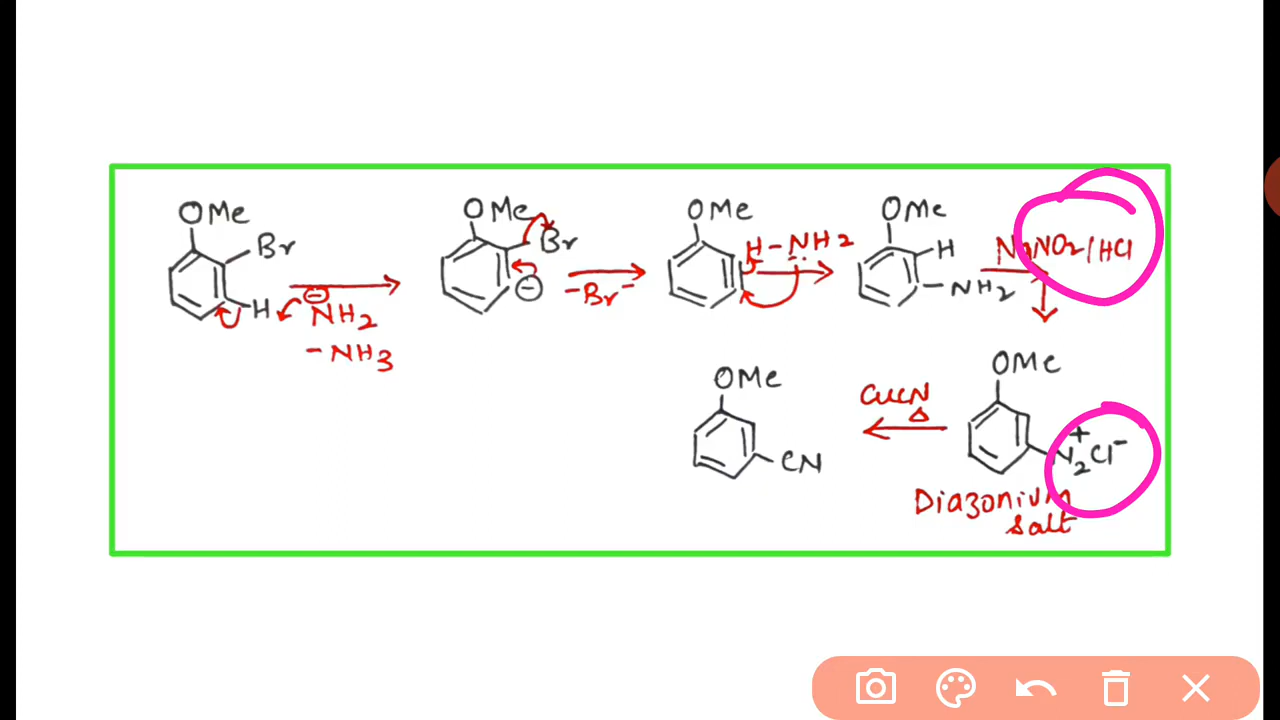 OMe OMe OMe OMe
Br Br H-NH2 H NaNO2/HCl
H ⊖NH2 ⊖ -Br⁻ -NH2
-NH3
OMe OMe
CuCN
Δ
CN N2⁺Cl⁻
Diazonium
salt